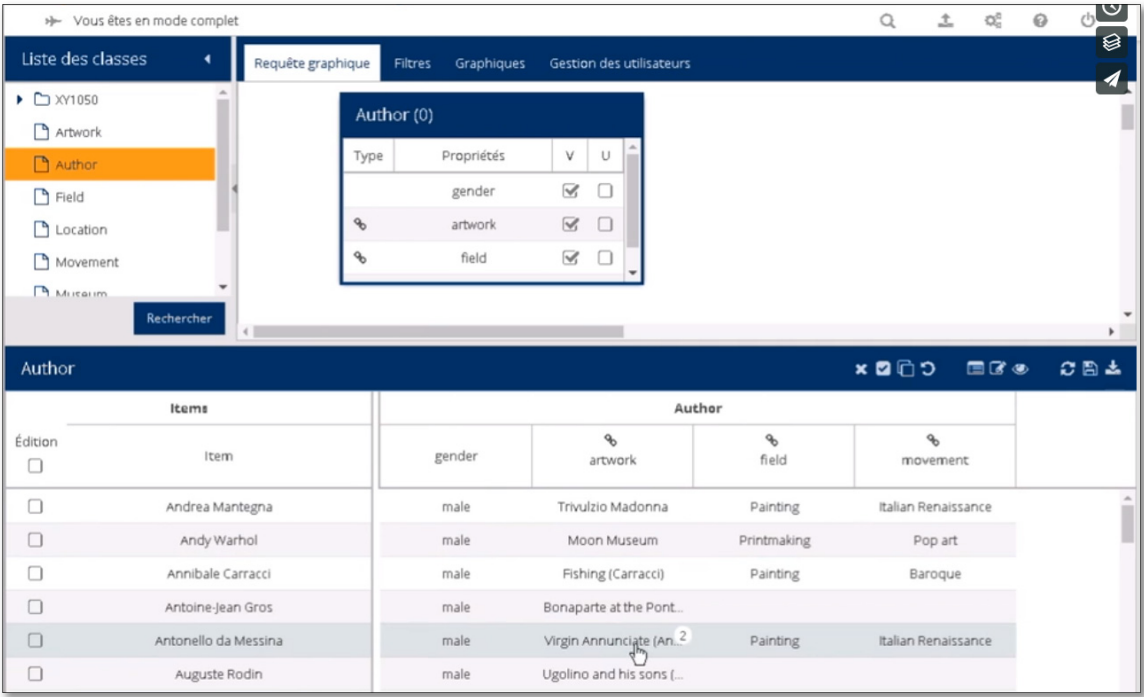 Vous êtes en mode complet
Liste des classes
Requête graphique Filtres Graphiques Gestion des utilisateurs
XY1050
Artwork
Author
Field
Location
Movement
Museum
Rechercher
Author (0)
Type Propriétés V U
gender
artwork
field
Author
Items Author
Édition Item gender artwork field movement
Andrea Mantegna male Trivulzio Madonna Painting Italian Renaissance
Andy Warhol male Moon Museum Printmaking Pop art
Annibale Carracci male Fishing (Carracci) Painting Baroque
Antoine-Jean Gros male Bonaparte at the Pont...
Antonello da Messina male Virgin Annunciate (An... 2 Painting Italian Renaissance
Auguste Rodin male Ugolino and his sons (...